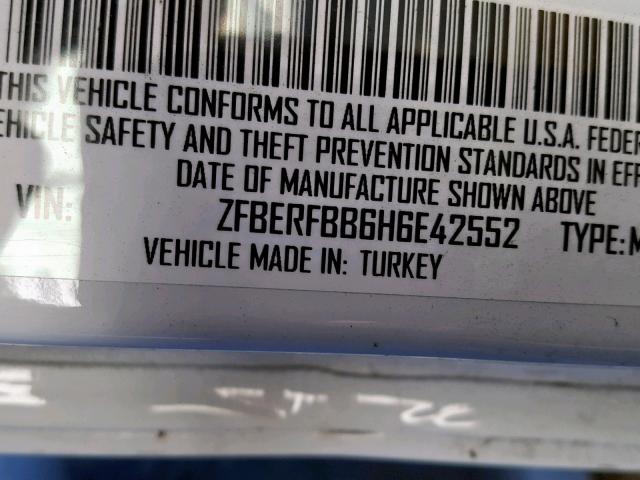 THIS VEHICLE CONFORMS TO ALL APPLICABLE U.S.A. FEDER
EHICLE SAFETY AND THEFT PREVENTION STANDARDS IN EFF
DATE OF MANUFACTURE SHOWN ABOVE
VIN: ZFBERFBB6H6E42552 TYPE: M
VEHICLE MADE IN: TURKEY